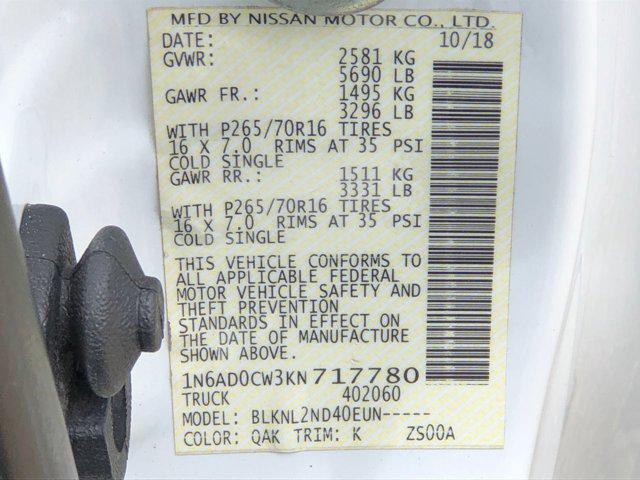 MFD BY NISSAN MOTOR CO., LTD.
DATE: 10/18
GVWR: 2581 KG
5690 LB
GAWR FR.: 1495 KG
3296 LB
WITH P265/70R16 TIRES
16 X 7.0 RIMS AT 35 PSI
COLD SINGLE
GAWR RR.: 1511 KG
3331 LB
WITH P265/70R16 TIRES
16 X 7.0 RIMS AT 35 PSI
COLD SINGLE
THIS VEHICLE CONFORMS TO
ALL APPLICABLE FEDERAL
MOTOR VEHICLE SAFETY AND
THEFT PREVENTION
STANDARDS IN EFFECT ON
THE DATE OF MANUFACTURE
SHOWN ABOVE.
1N6AD0CW3KN717780
TRUCK 402060
MODEL: BLKNL2ND40EUN-----
COLOR: QAK TRIM: K ZS00A